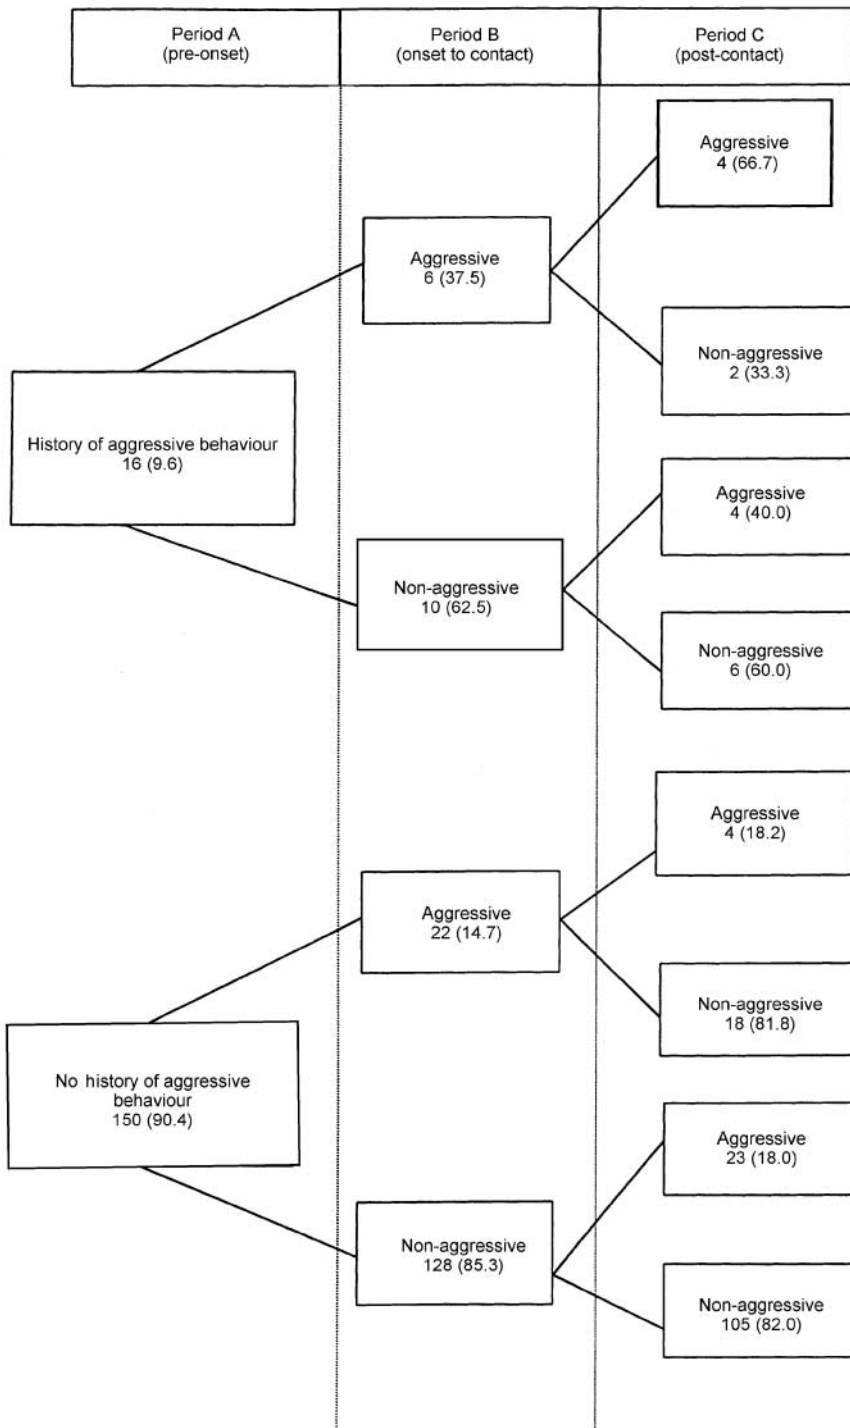 Period A
(pre-onset)
Period B
(onset to contact)
Period C
(post-contact)
Aggressive
4 (66.7)
Aggressive
6 (37.5)
Non-aggressive
2 (33.3)
History of aggressive behaviour
16 (9.6)
Aggressive
4 (40.0)
Non-aggressive
10 (62.5)
Non-aggressive
6 (60.0)
Aggressive
4 (18.2)
Aggressive
22 (14.7)
Non-aggressive
18 (81.8)
No history of aggressive
behaviour
150 (90.4)
Aggressive
23 (18.0)
Non-aggressive
128 (85.3)
Non-aggressive
105 (82.0)